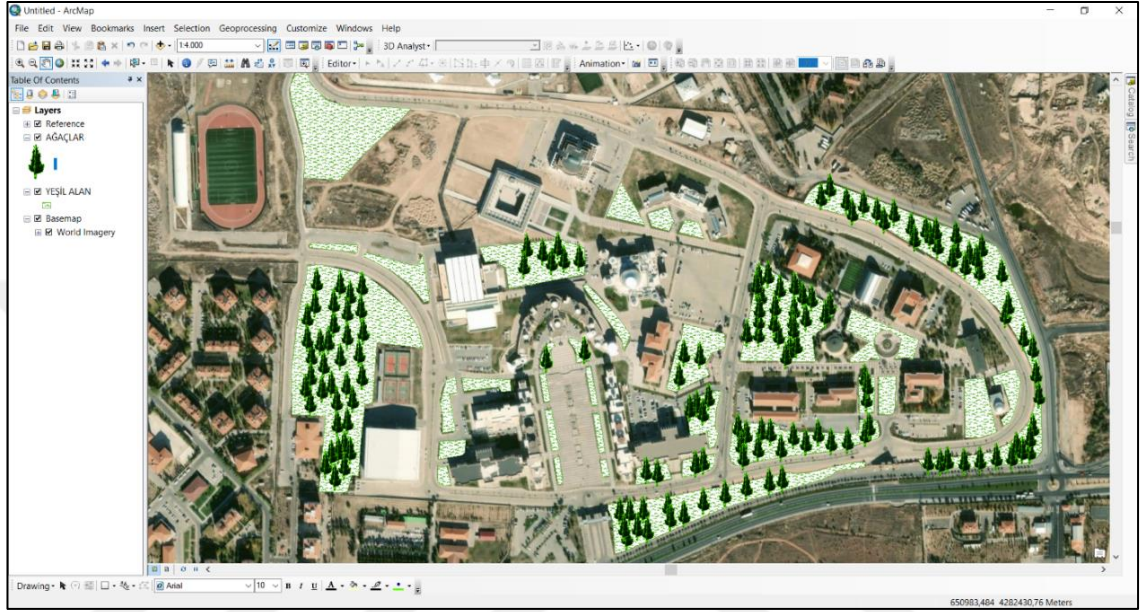 Untitled - ArcMap
File Edit View Bookmarks Insert Selection Geoprocessing Customize Windows Help
1:4.000 3D Analyst
Editor Animation
Table Of Contents
Layers
Reference
AĞAÇLAR
YEŞİL ALAN
Basemap
World Imagery
Catalog
Search
Drawing Arial 10 B I U A
650983,484 4282430,76 Meters